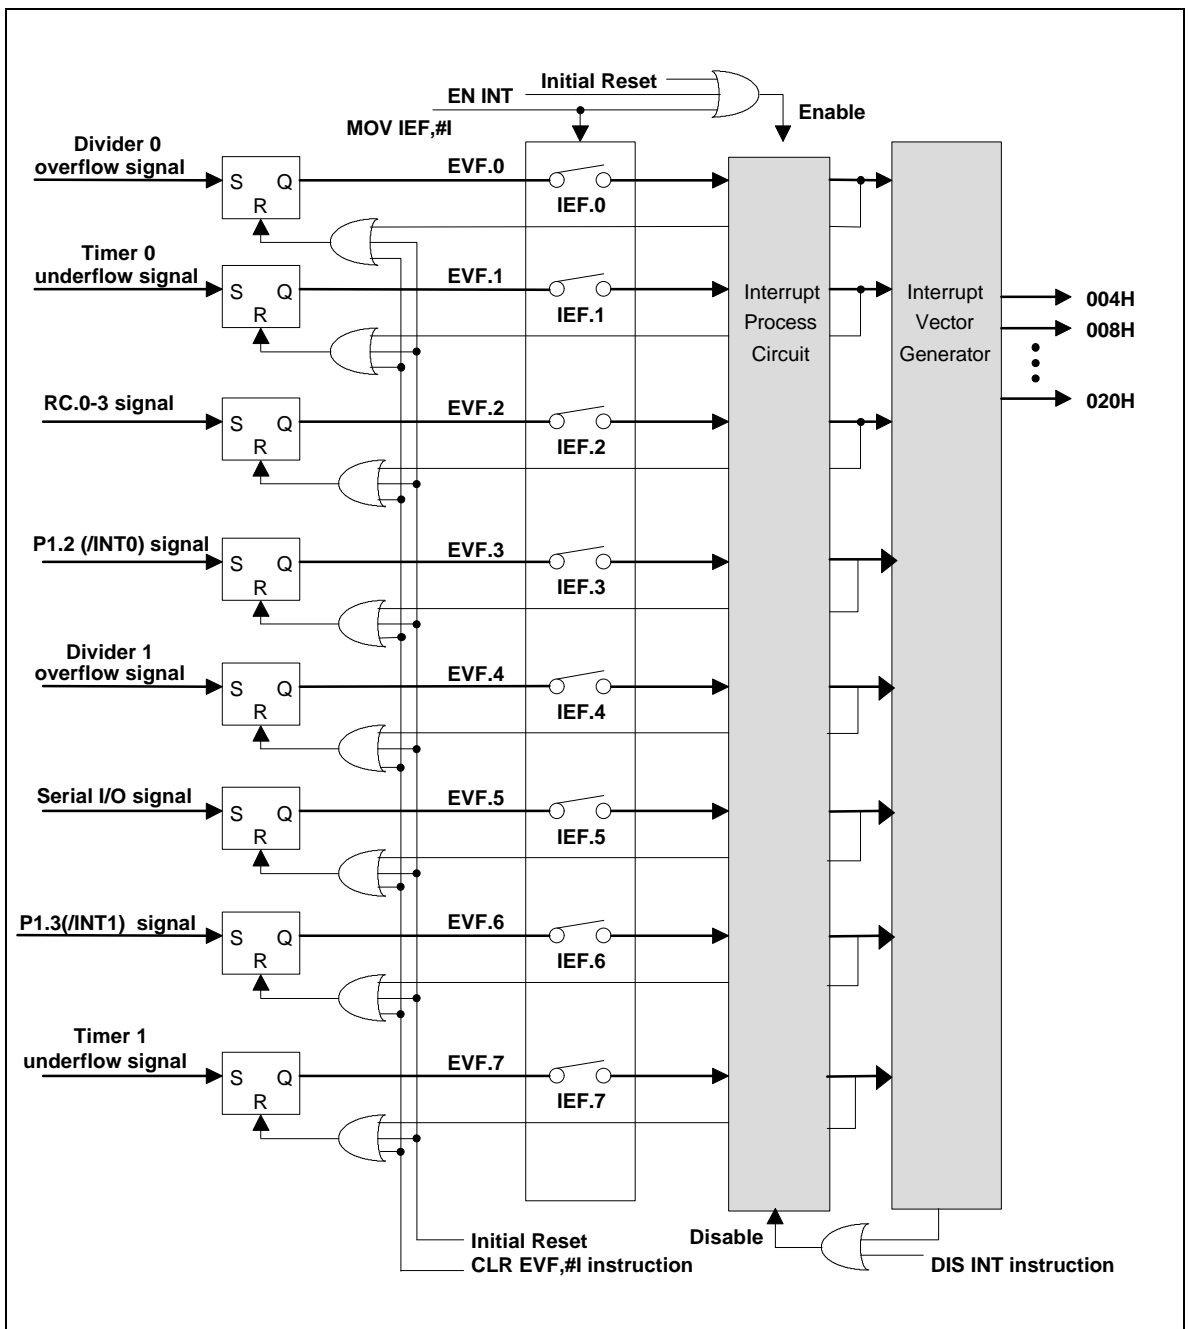 Initial Reset
EN INT
Enable
MOV IEF,#I
Divider 0
overflow signal
S Q
R
EVF.0
IEF.0
Timer 0
underflow signal
S Q
R
EVF.1
IEF.1
Interrupt
Process
Circuit
Interrupt
Vector
Generator
004H
008H
020H
RC.0-3 signal
S Q
R
EVF.2
IEF.2
P1.2 (/INT0) signal
S Q
R
EVF.3
IEF.3
Divider 1
overflow signal
S Q
R
EVF.4
IEF.4
Serial I/O signal
S Q
R
EVF.5
IEF.5
P1.3(/INT1) signal
S Q
R
EVF.6
IEF.6
Timer 1
underflow signal
S Q
R
EVF.7
IEF.7
Initial Reset
CLR EVF,#I instruction
Disable
DIS INT instruction